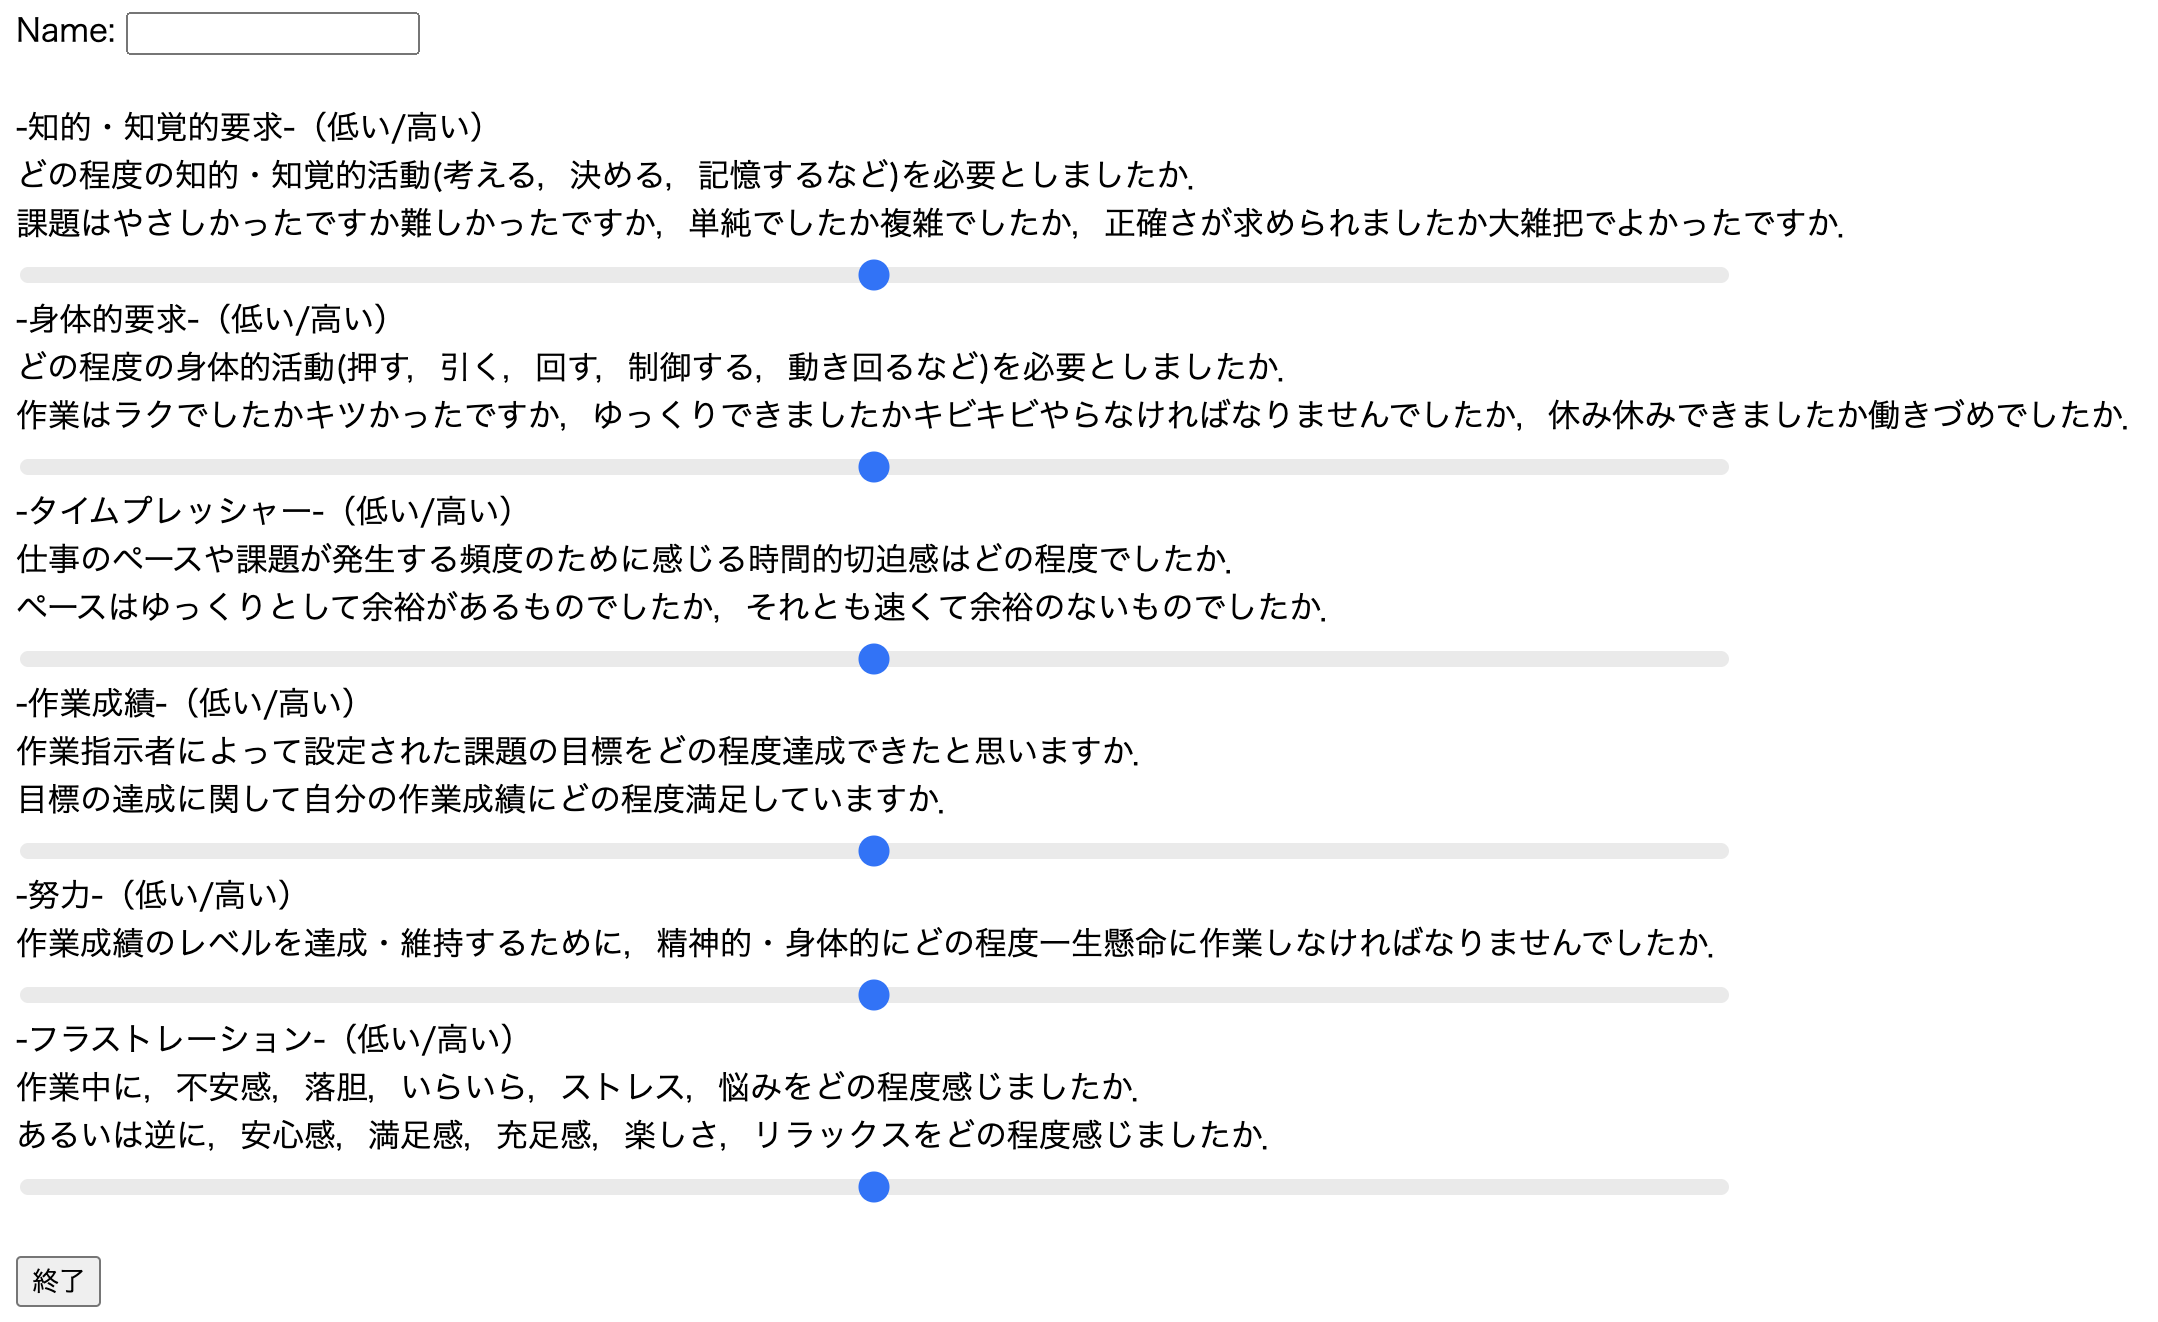 Name:
-知的・知覚的要求-（低い/高い）
どの程度の知的・知覚的活動(考える，決める，記憶するなど)を必要としましたか．
課題はやさしかったですか難しかったですか，単純でしたか複雑でしたか，正確さが求められましたか大雑把でよかったですか．
-身体的要求-（低い/高い）
どの程度の身体的活動(押す，引く，回す，制御する，動き回るなど)を必要としましたか．
作業はラクでしたかキツかったですか，ゆっくりできましたかキビキビやらなければなりませんでしたか，休み休みできましたか働きづめでしたか．
-タイムプレッシャー-（低い/高い）
仕事のペースや課題が発生する頻度のために感じる時間的切迫感はどの程度でしたか．
ペースはゆっくりとして余裕があるものでしたか，それとも速くて余裕のないものでしたか．
-作業成績-（低い/高い）
作業指示者によって設定された課題の目標をどの程度達成できたと思いますか．
目標の達成に関して自分の作業成績にどの程度満足していますか．
-努力-（低い/高い）
作業成績のレベルを達成・維持するために，精神的・身体的にどの程度一生懸命に作業しなければなりませんでしたか．
-フラストレーション-（低い/高い）
作業中に，不安感，落胆，いらいら，ストレス，悩みをどの程度感じましたか．
あるいは逆に，安心感，満足感，充足感，楽しさ，リラックスをどの程度感じましたか．
終了